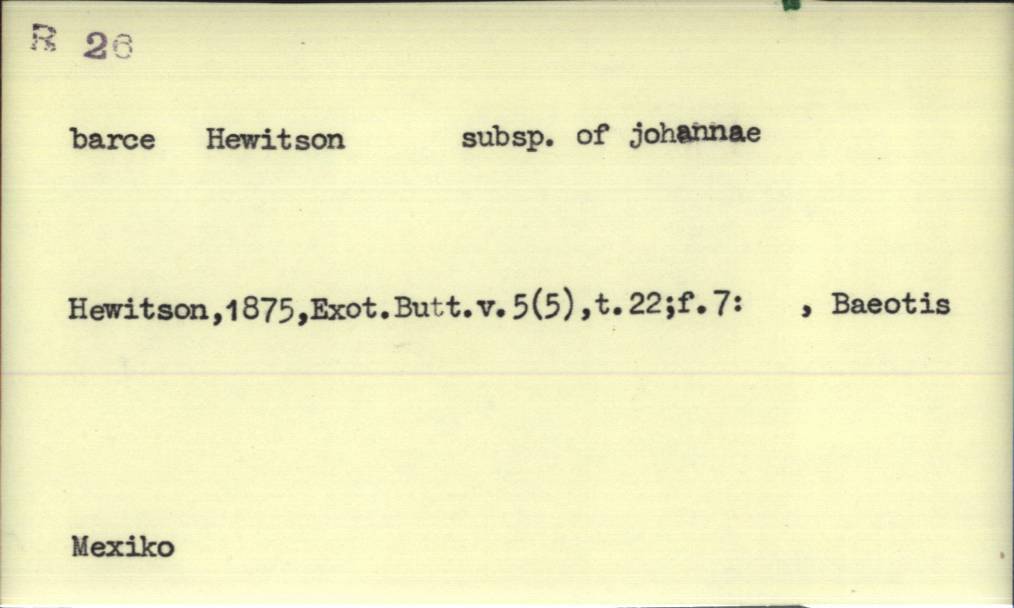 R 26
barce Hewitson subsp. of johannae
Hewitson,1875,Exot.Butt.v.5(5),t.22;f.7: , Baeotis
Mexiko